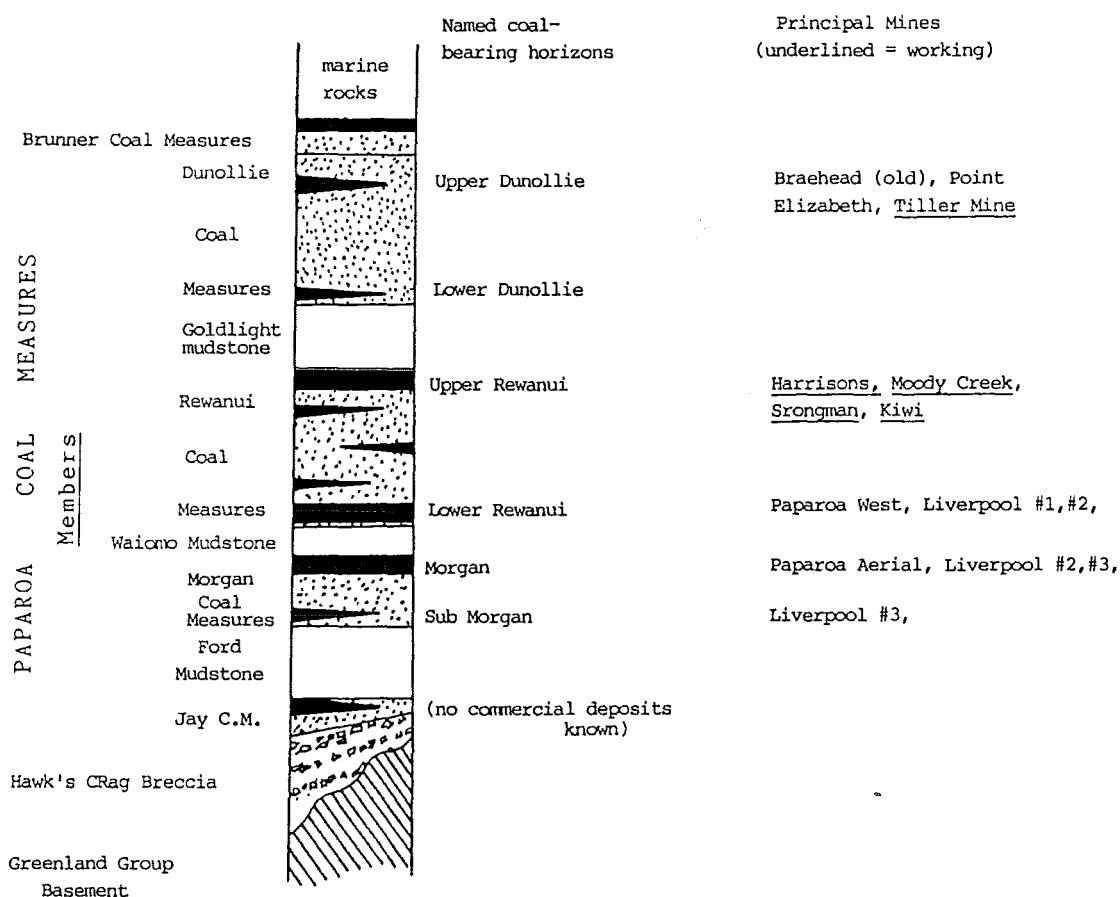 Named coal-
bearing horizons
Principal Mines
(underlined = working)
marine
rocks
Brunner Coal Measures
Dunollie
Coal
Measures
Upper Dunollie
Braehead (old), Point
Elizabeth, Tiller Mine
Lower Dunollie
Goldlight
mudstone
Rewanui
Coal
Measures
Upper Rewanui
Harrisons, Moody Creek,
Srongman, Kiwi
Lower Rewanui
Paparoa West, Liverpool #1,#2,
Waiomo Mudstone
Morgan
Coal
Measures
Morgan
Paparoa Aerial, Liverpool #2,#3,
Sub Morgan
Liverpool #3,
Ford
Mudstone
Jay C.M.
(no commercial deposits
known)
Hawk's CRag Breccia
Greenland Group
Basement
PAPAROA COAL MEASURES
Members